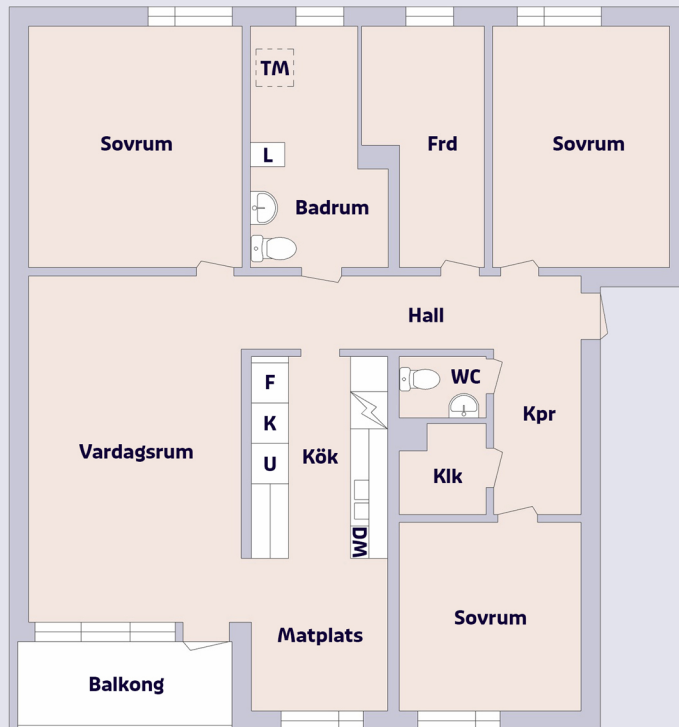 TM
Sovrum
Frd
Sovrum
L
Badrum
Hall
F
WC
K
Kpr
Vardagsrum
Kök
U
Klk
DM
Sovrum
Matplats
Balkong